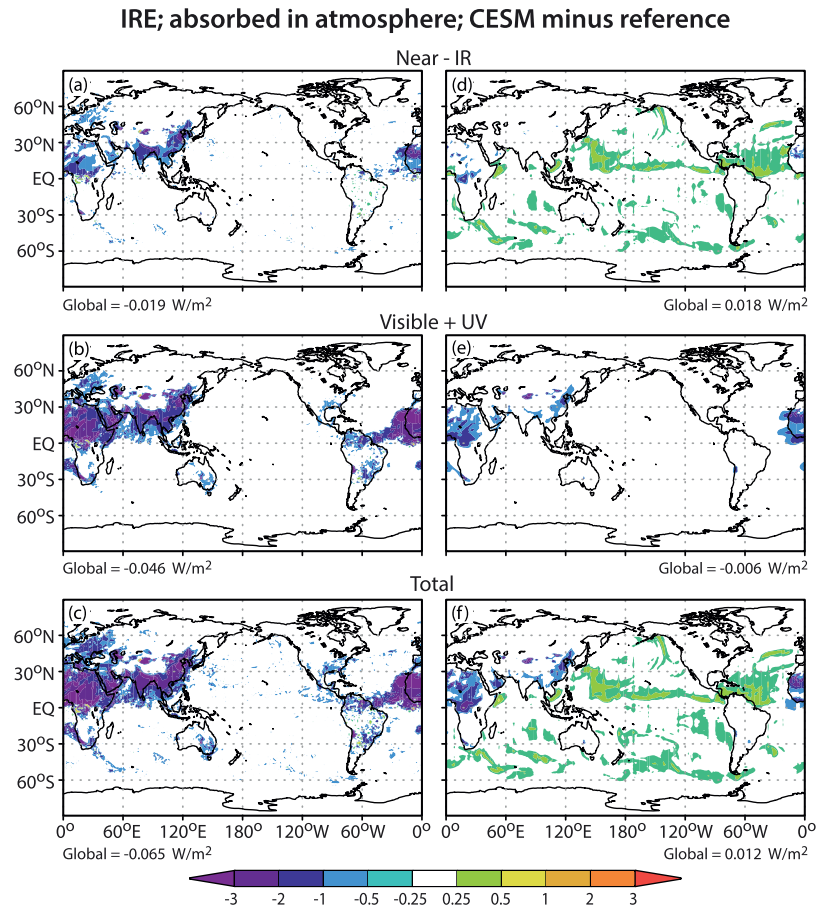 IRE; absorbed in atmosphere; CESM minus reference
Near - IR
(a)
(d)
60ºN
30ºN
EQ
30ºS
60ºS
Global = -0.019 W/m²
Global = 0.018 W/m²
Visible + UV
(b)
(e)
60ºN
30ºN
EQ
30ºS
60ºS
Global = -0.046 W/m²
Global = -0.006 W/m²
Total
(c)
(f)
60ºN
30ºN
EQ
30ºS
60ºS
0º 60ºE 120ºE 180º 120ºW 60ºW 0º
0º 60ºE 120ºE 180º 120ºW 60ºW 0º
Global = -0.065 W/m²
Global = 0.012 W/m²
-3 -2 -1 -0.5 -0.25 0.25 0.5 1 2 3